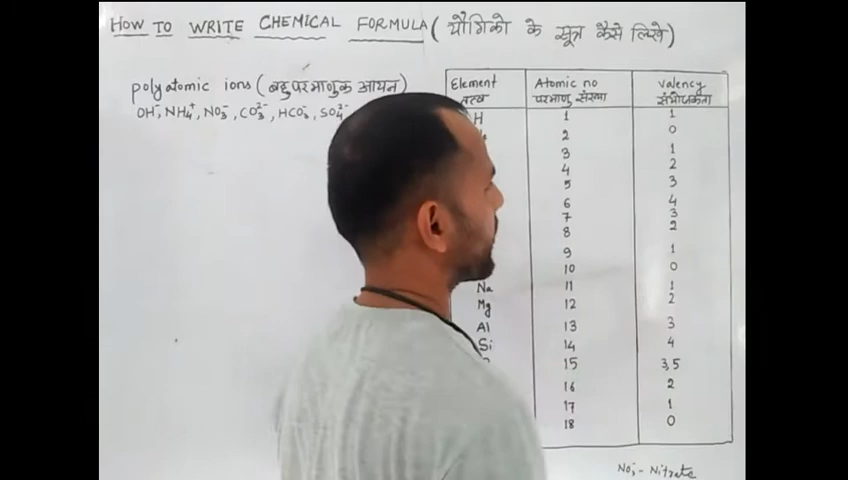 HOW TO WRITE CHEMICAL FORMULA ( यौगिको के सूत्र कैसे लिखे)
polyatomic ions (बहुपरमाणुक आयन)
OH⁻, NH₄⁺, NO₃⁻, CO₃²⁻, HCO₃⁻, SO₄²⁻
Element Atomic no valency
तत्व परमाणु संख्या संयोजकता
H 1 1
2 0
3 1
4 2
5 3
6 4
7 3
8 2
9 1
10 0
Na 11 1
Mg 12 2
Al 13 3
Si 14 4
15 3,5
16 2
17 1
18 0
NO₃⁻ - Nitrate